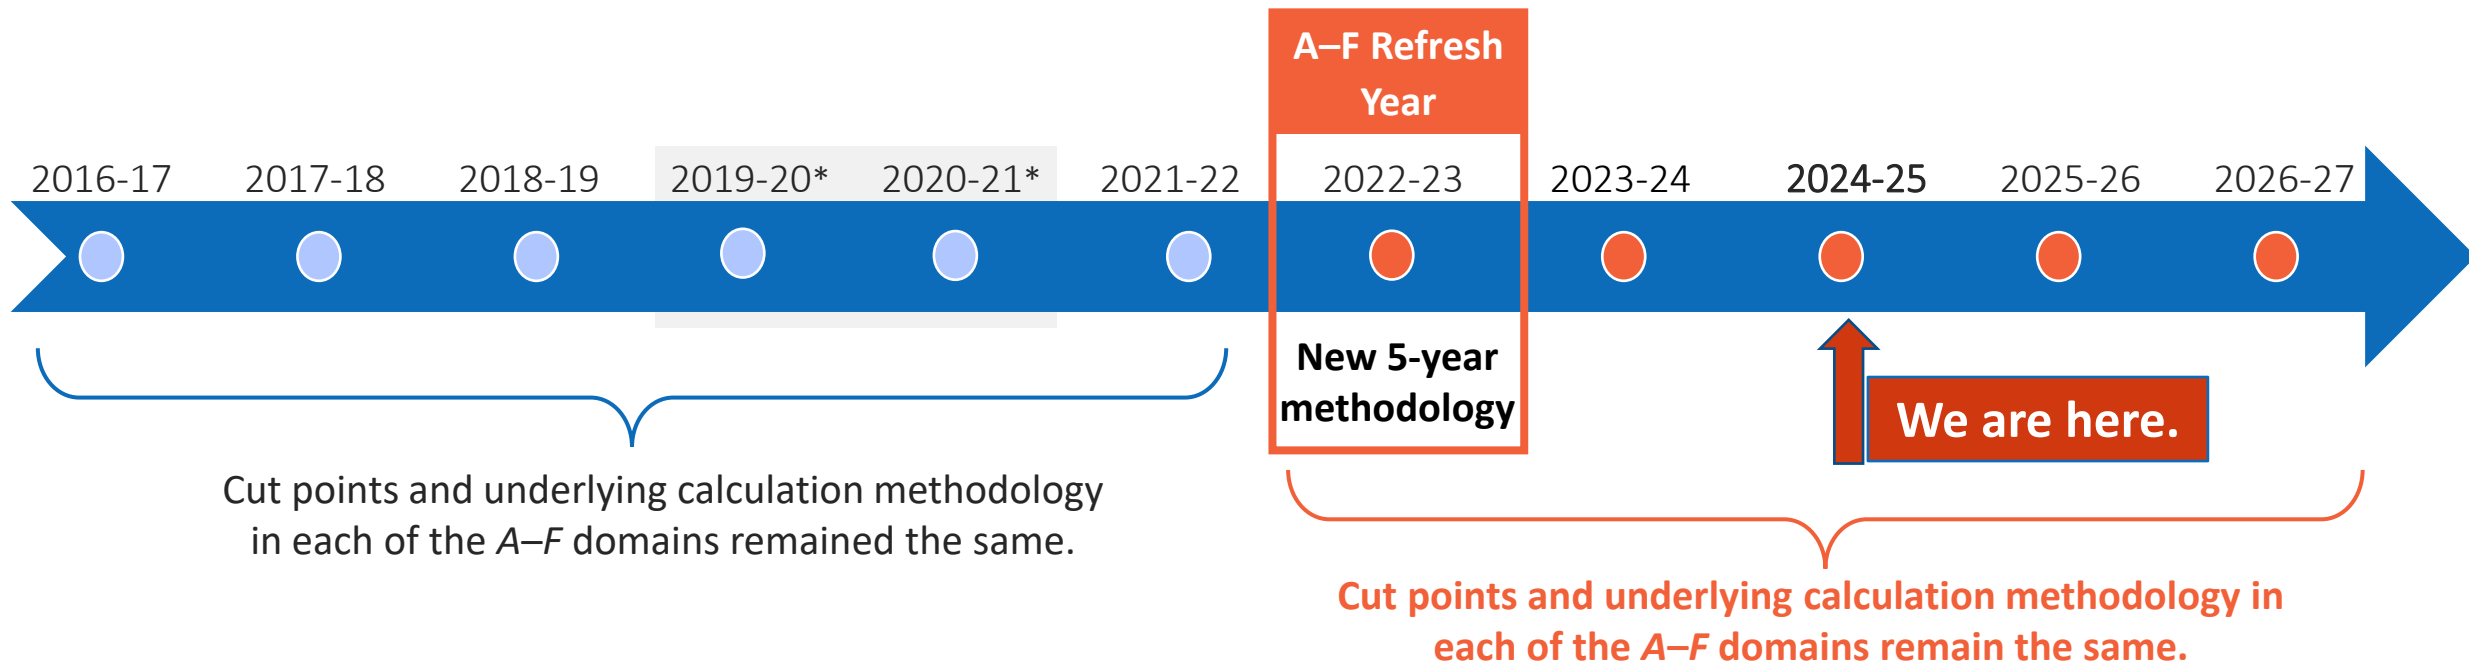 A–F Refresh
Year
2016-17
2017-18
2018-19
2019-20*
2020-21*
2021-22
2022-23
2023-24
2024-25
2025-26
2026-27
New 5-year
methodology
We are here.
Cut points and underlying calculation methodology
in each of the A–F domains remained the same.
Cut points and underlying calculation methodology in
each of the A–F domains remain the same.